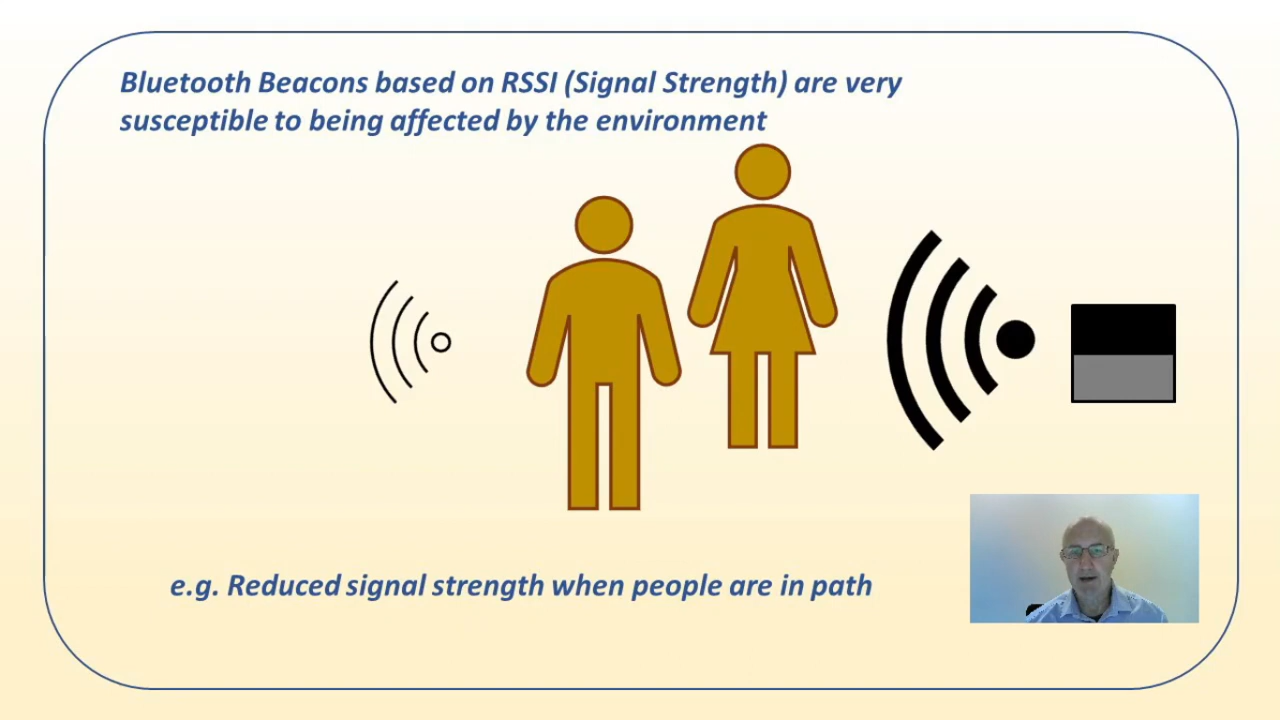 Bluetooth Beacons based on RSSI (Signal Strength) are very
susceptible to being affected by the environment
e.g. Reduced signal strength when people are in path